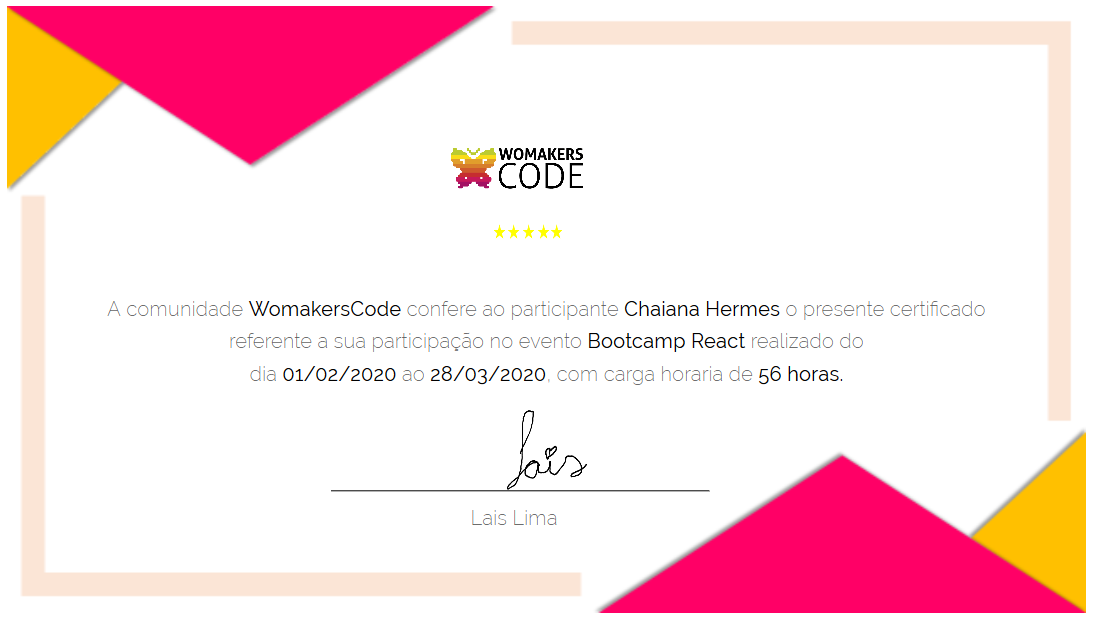 WOMAKERS
CODE
A comunidade WomakersCode confere ao participante Chaiana Hermes o presente certificado
referente a sua participação no evento Bootcamp React realizado do
dia 01/02/2020 ao 28/03/2020, com carga horaria de 56 horas.
Lais
Lais Lima